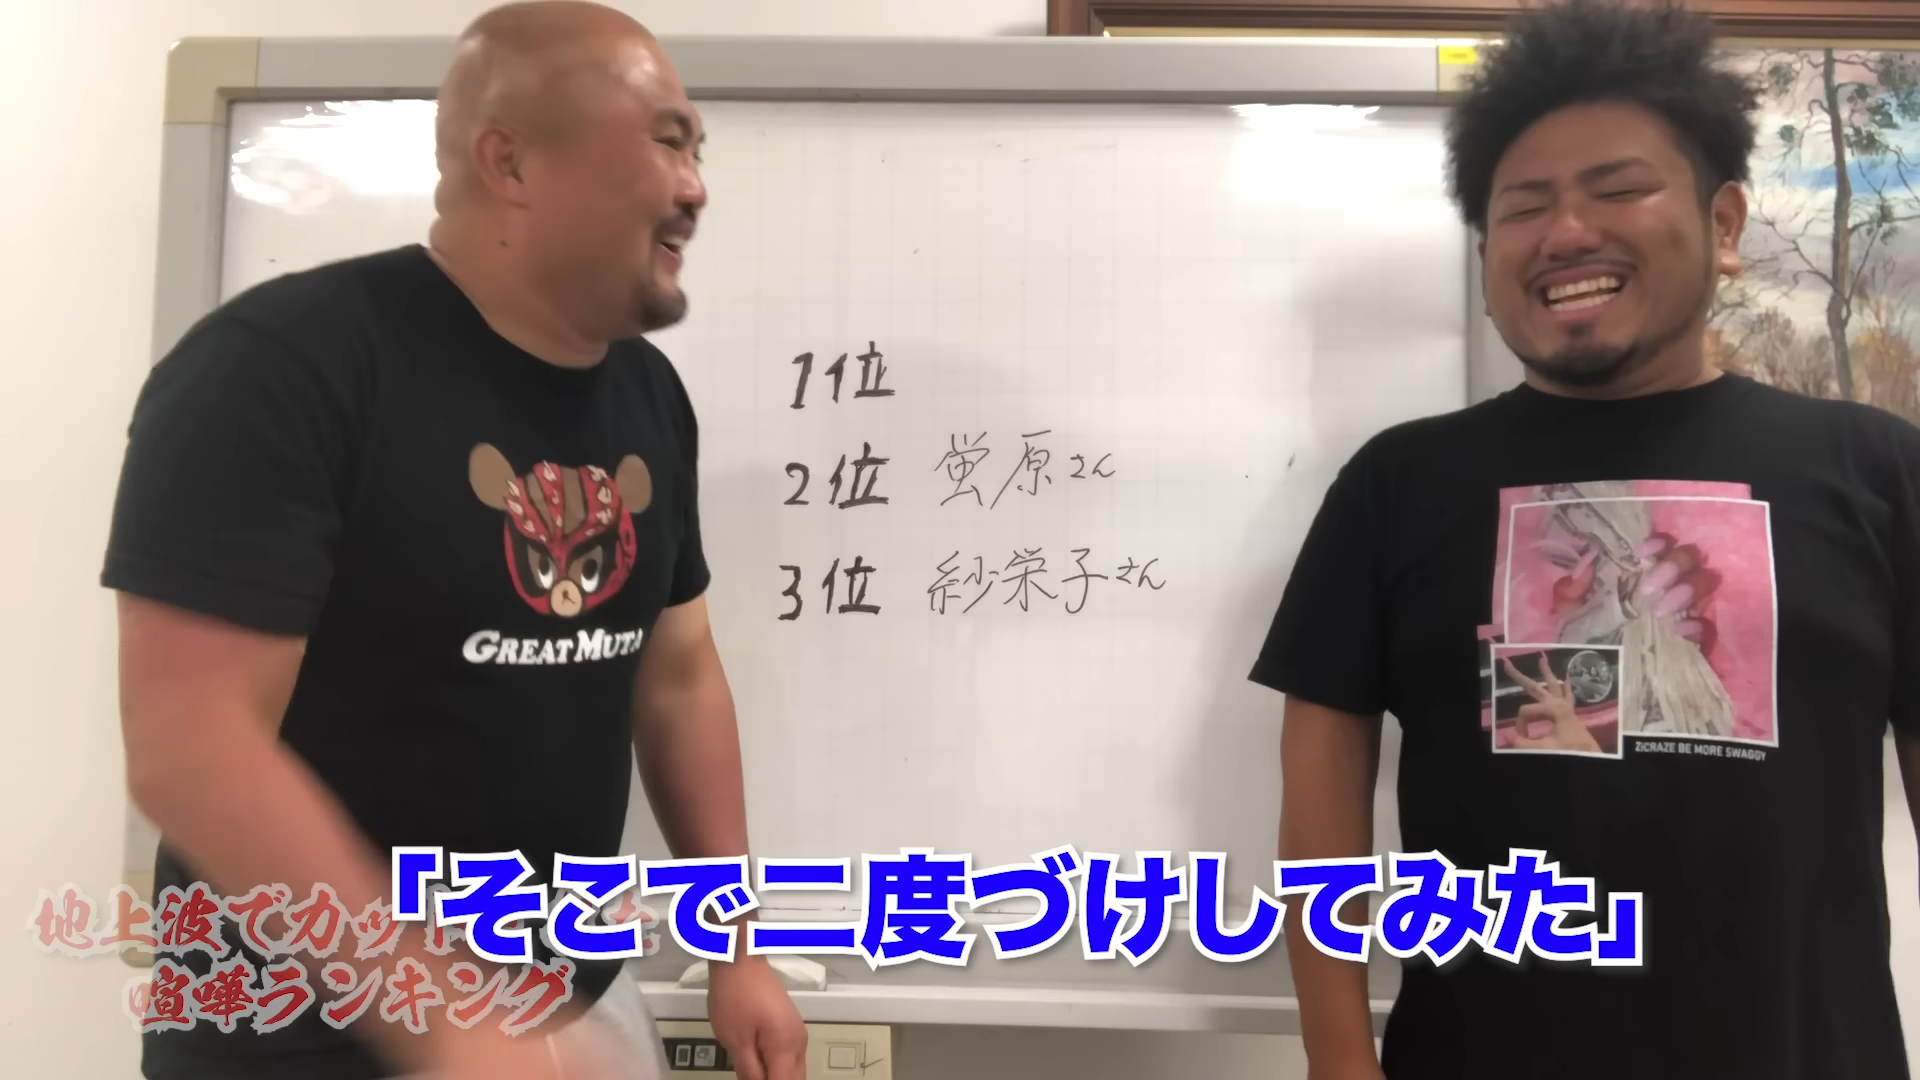 1位
2位 蛍原さん
3位 紗栄子さん
GREAT MUTA
ZICRAZE BE MORE SWAGGY
「そこで二度づけしてみた」
地上波でカッ
喧嘩ランキング